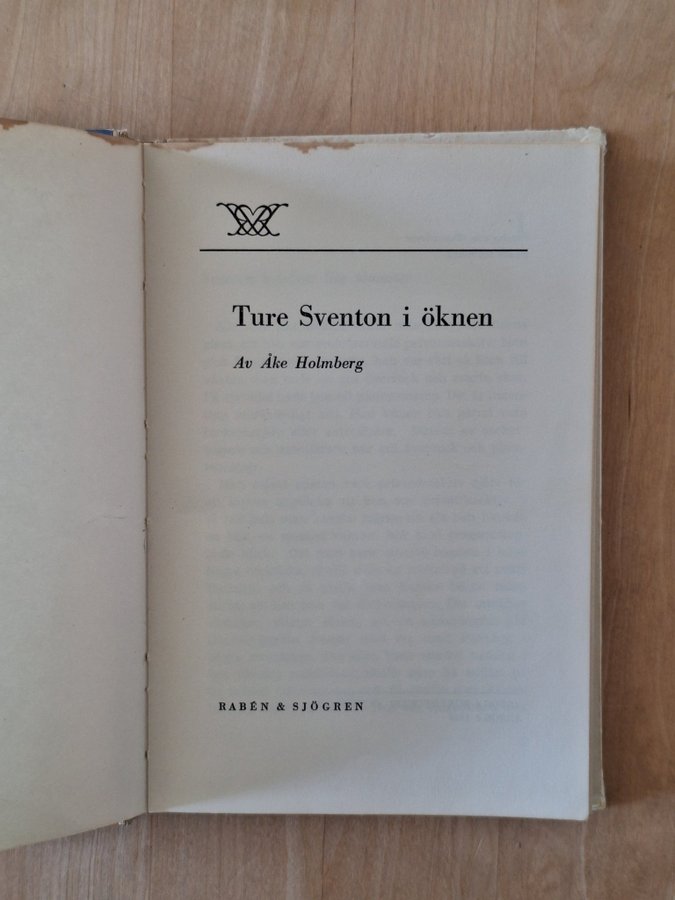 Ture Sventon i öknen
Av Åke Holmberg
RABÉN & SJÖGREN